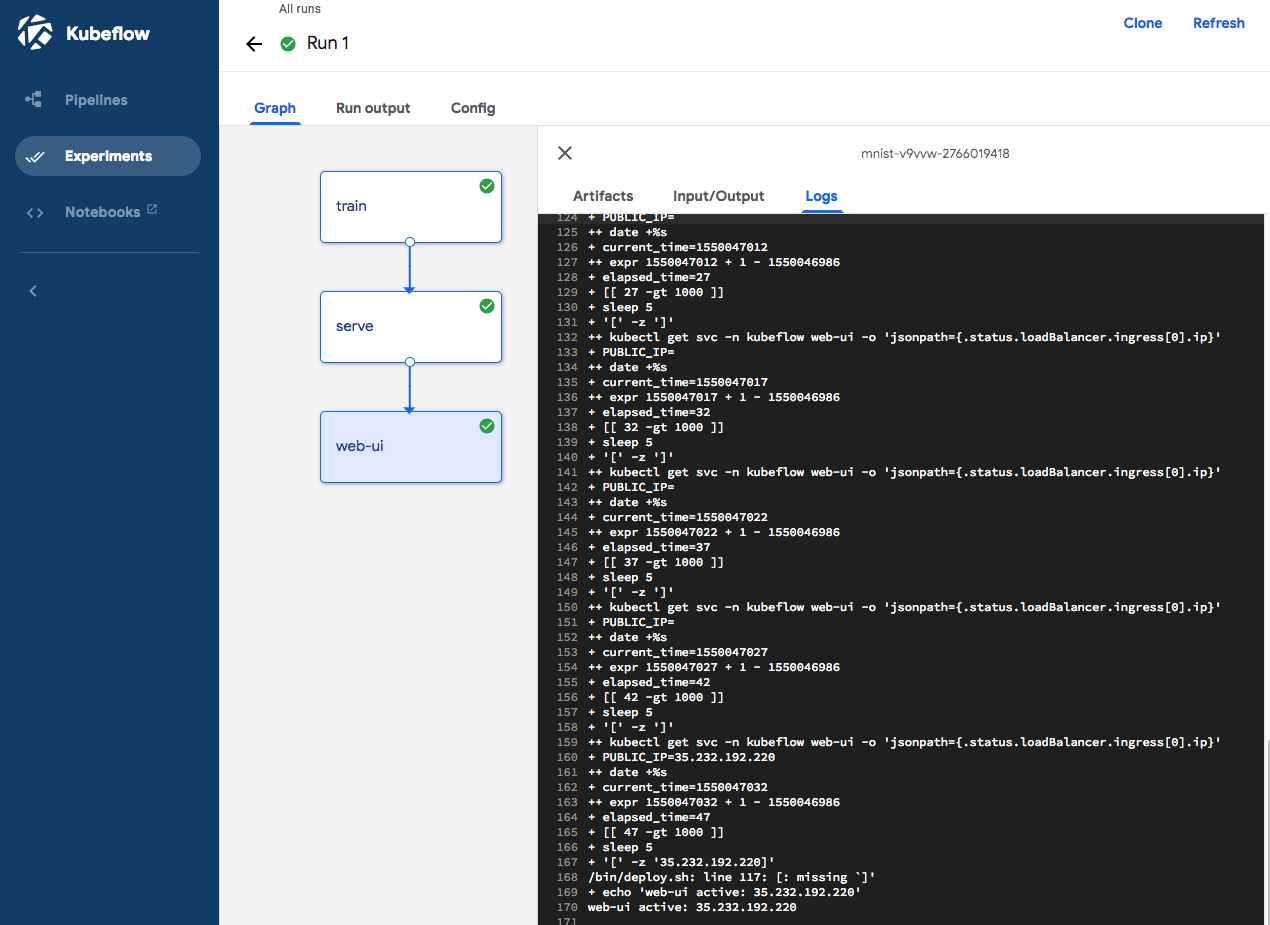 Kubeflow
Pipelines
Experiments
Notebooks
All runs
Run 1
Clone
Refresh
Graph
Run output
Config
train
serve
web-ui
mnist-v9vvw-2766019418
Artifacts
Input/Output
Logs
124 + PUBLIC_IP=
125 ++ date +%s
126 + current_time=1550047012
127 ++ expr 1550047012 + 1 - 1550046986
128 + elapsed_time=27
129 + [[ 27 -gt 1000 ]]
130 + sleep 5
131 + '[' -z ']'
132 ++ kubectl get svc -n kubeflow web-ui -o 'jsonpath={.status.loadBalancer.ingress[0].ip}'
133 + PUBLIC_IP=
134 ++ date +%s
135 + current_time=1550047017
136 ++ expr 1550047017 + 1 - 1550046986
137 + elapsed_time=32
138 + [[ 32 -gt 1000 ]]
139 + sleep 5
140 + '[' -z ']'
141 ++ kubectl get svc -n kubeflow web-ui -o 'jsonpath={.status.loadBalancer.ingress[0].ip}'
142 + PUBLIC_IP=
143 ++ date +%s
144 + current_time=1550047022
145 ++ expr 1550047022 + 1 - 1550046986
146 + elapsed_time=37
147 + [[ 37 -gt 1000 ]]
148 + sleep 5
149 + '[' -z ']'
150 ++ kubectl get svc -n kubeflow web-ui -o 'jsonpath={.status.loadBalancer.ingress[0].ip}'
151 + PUBLIC_IP=
152 ++ date +%s
153 + current_time=1550047027
154 ++ expr 1550047027 + 1 - 1550046986
155 + elapsed_time=42
156 + [[ 42 -gt 1000 ]]
157 + sleep 5
158 + '[' -z ']'
159 ++ kubectl get svc -n kubeflow web-ui -o 'jsonpath={.status.loadBalancer.ingress[0].ip}'
160 + PUBLIC_IP=35.232.192.220
161 ++ date +%s
162 + current_time=1550047032
163 ++ expr 1550047032 + 1 - 1550046986
164 + elapsed_time=47
165 + [[ 47 -gt 1000 ]]
166 + sleep 5
167 + '[' -z '35.232.192.220]'
168 /bin/deploy.sh: line 117: [: missing `]'
169 + echo 'web-ui active: 35.232.192.220'
170 web-ui active: 35.232.192.220
171